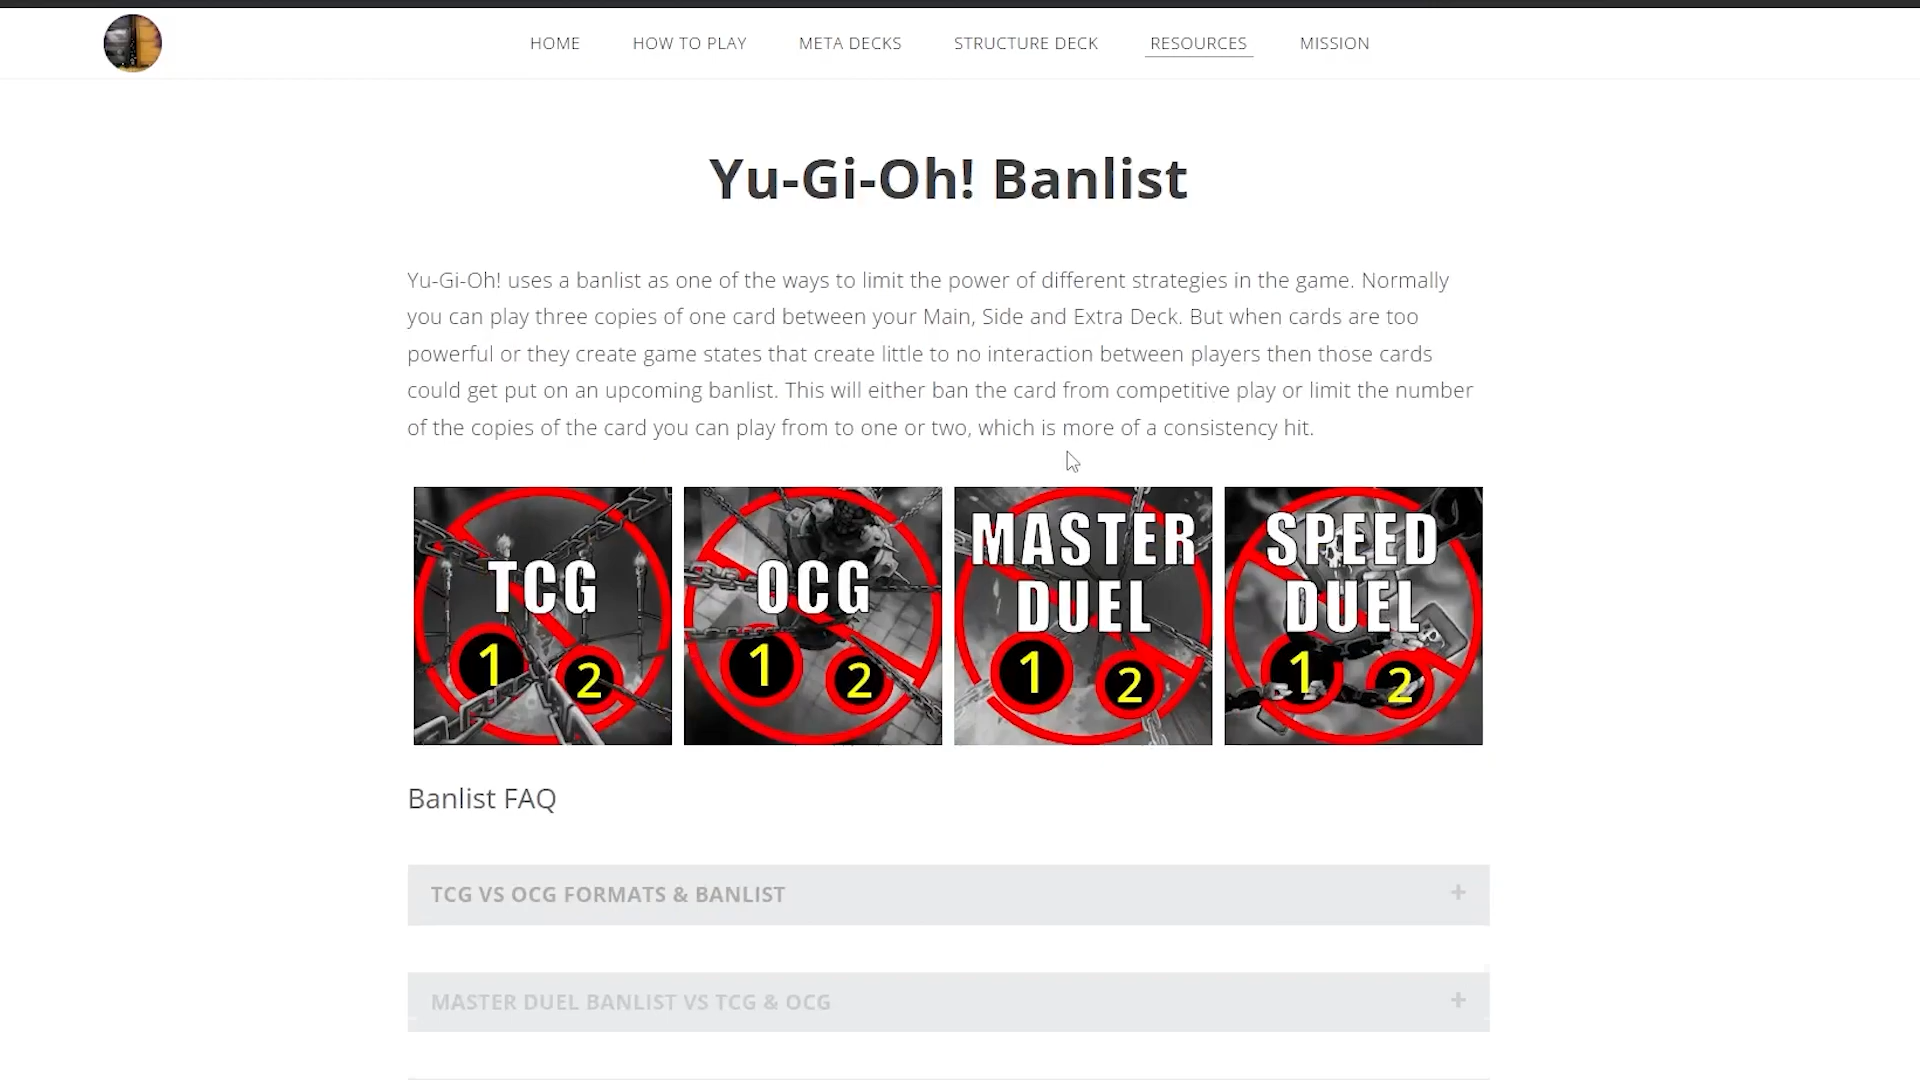 HOME HOW TO PLAY META DECKS STRUCTURE DECK RESOURCES MISSION
Yu-Gi-Oh! Banlist
Yu-Gi-Oh! uses a banlist as one of the ways to limit the power of different strategies in the game. Normally
you can play three copies of one card between your Main, Side and Extra Deck. But when cards are too
powerful or they create game states that create little to no interaction between players then those cards
could get put on an upcoming banlist. This will either ban the card from competitive play or limit the number
of the copies of the card you can play from to one or two, which is more of a consistency hit.
TCG
1 2
OCG
1 2
MASTER
DUEL
1 2
SPEED
DUEL
1 2
Banlist FAQ
TCG VS OCG FORMATS & BANLIST +
MASTER DUEL BANLIST VS TCG & OCG +